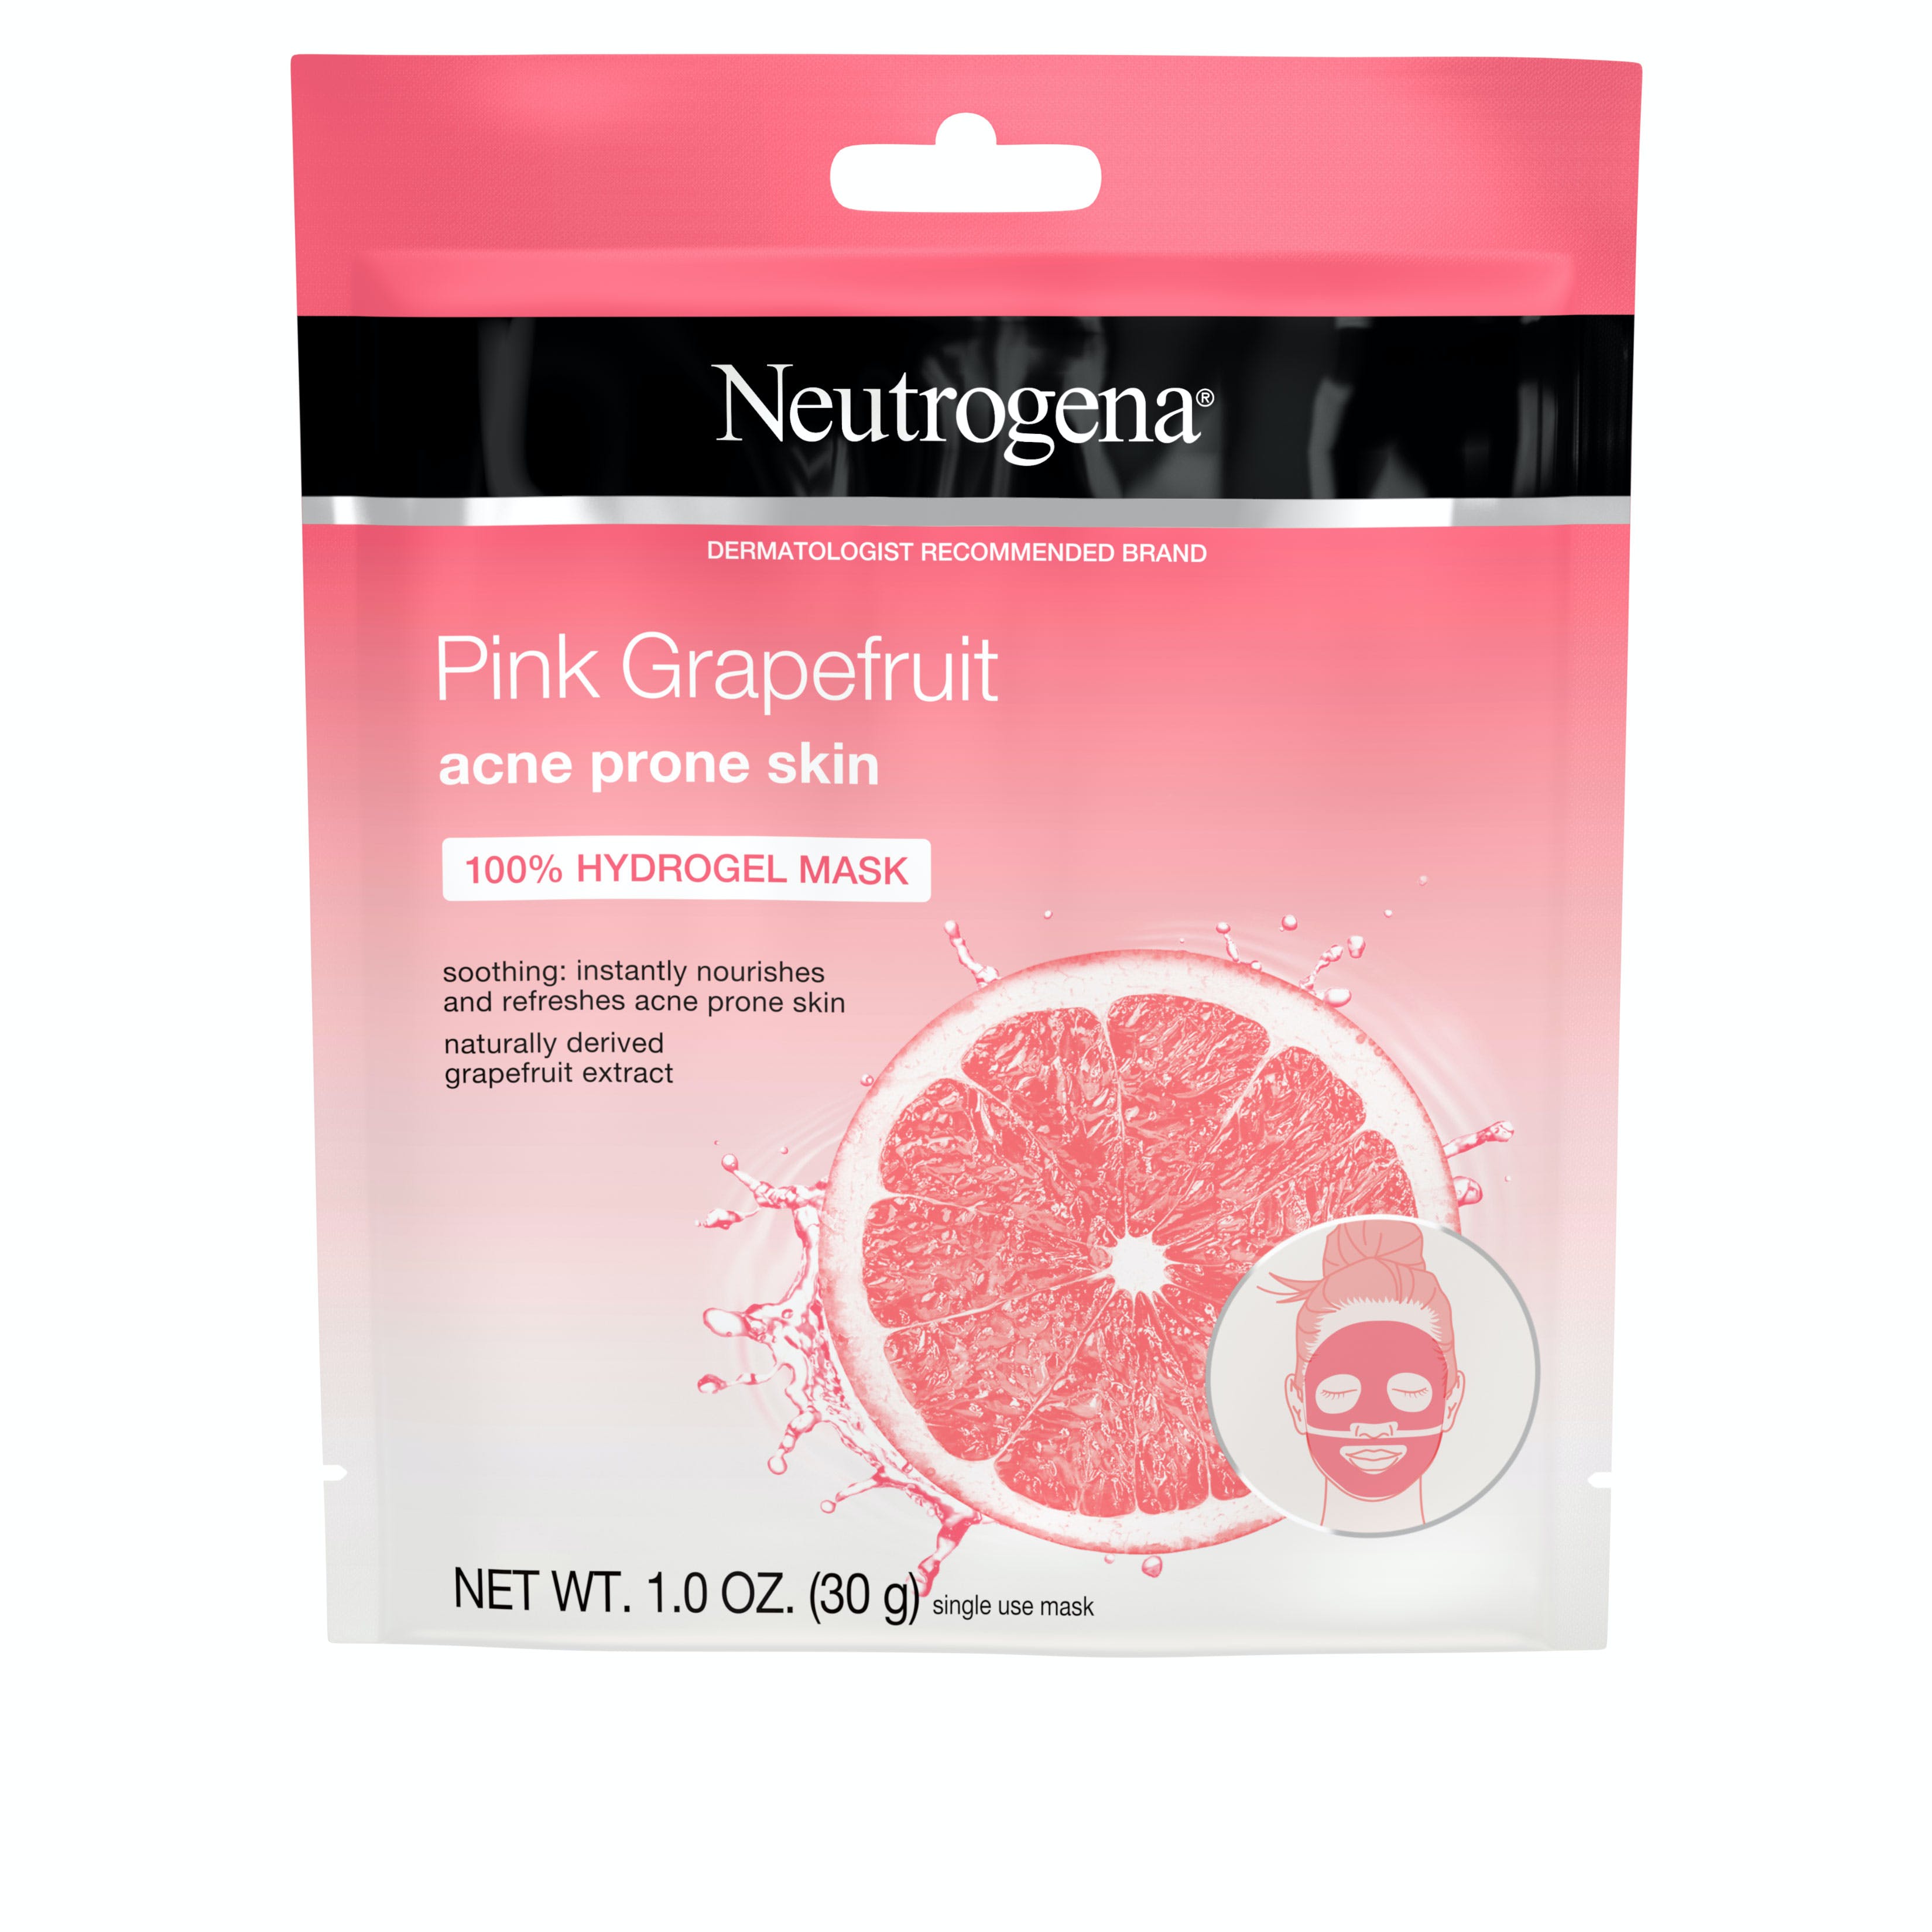 Neutrogena®
DERMATOLOGIST RECOMMENDED BRAND
Pink Grapefruit
acne prone skin
100% HYDROGEL MASK
soothing: instantly nourishes
and refreshes acne prone skin
naturally derived
grapefruit extract
NET WT. 1.0 OZ. (30 g) single use mask